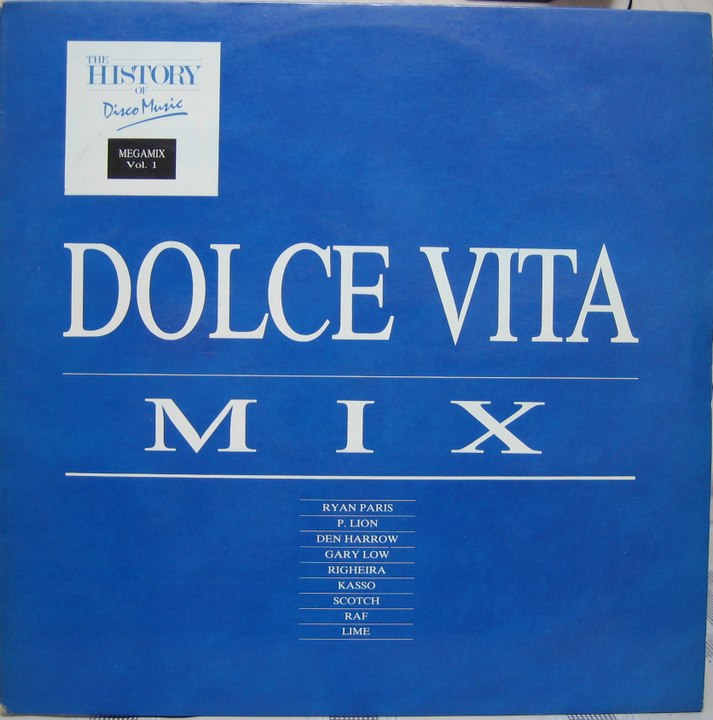 THE
HISTORY
OF
Disco Music
MEGAMIX
Vol. 1
DOLCE VITA
MIX
RYAN PARIS
P. LION
DEN HARROW
GARY LOW
RIGHEIRA
KASSO
SCOTCH
RAF
LIME